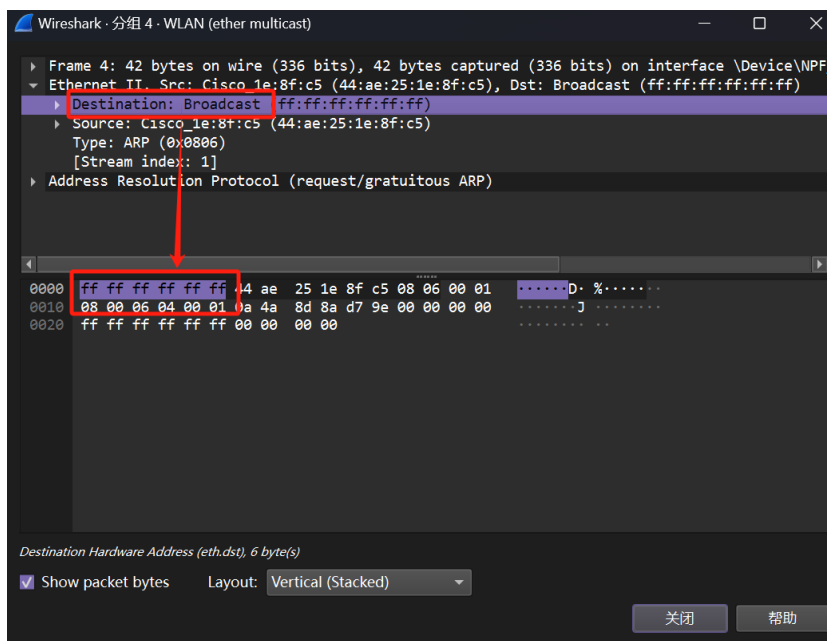 Wireshark · 分组 4 · WLAN (ether multicast)
Frame 4: 42 bytes on wire (336 bits), 42 bytes captured (336 bits) on interface \Device\NPF
Ethernet II, Src: Cisco_1e:8f:c5 (44:ae:25:1e:8f:c5), Dst: Broadcast (ff:ff:ff:ff:ff:ff)
Destination: Broadcast (ff:ff:ff:ff:ff:ff)
Source: Cisco_1e:8f:c5 (44:ae:25:1e:8f:c5)
Type: ARP (0x0806)
[Stream index: 1]
Address Resolution Protocol (request/gratuitous ARP)
0000 ff ff ff ff ff ff 44 ae 25 1e 8f c5 08 06 00 01 ······D· %·······
0010 08 00 06 04 00 01 0a 4a 8d 8a d7 9e 00 00 00 00 ·······J ········
0020 ff ff ff ff ff ff 00 00 00 00 ········ ··
Destination Hardware Address (eth.dst), 6 byte(s)
Show packet bytes Layout: Vertical (Stacked)
关闭 帮助